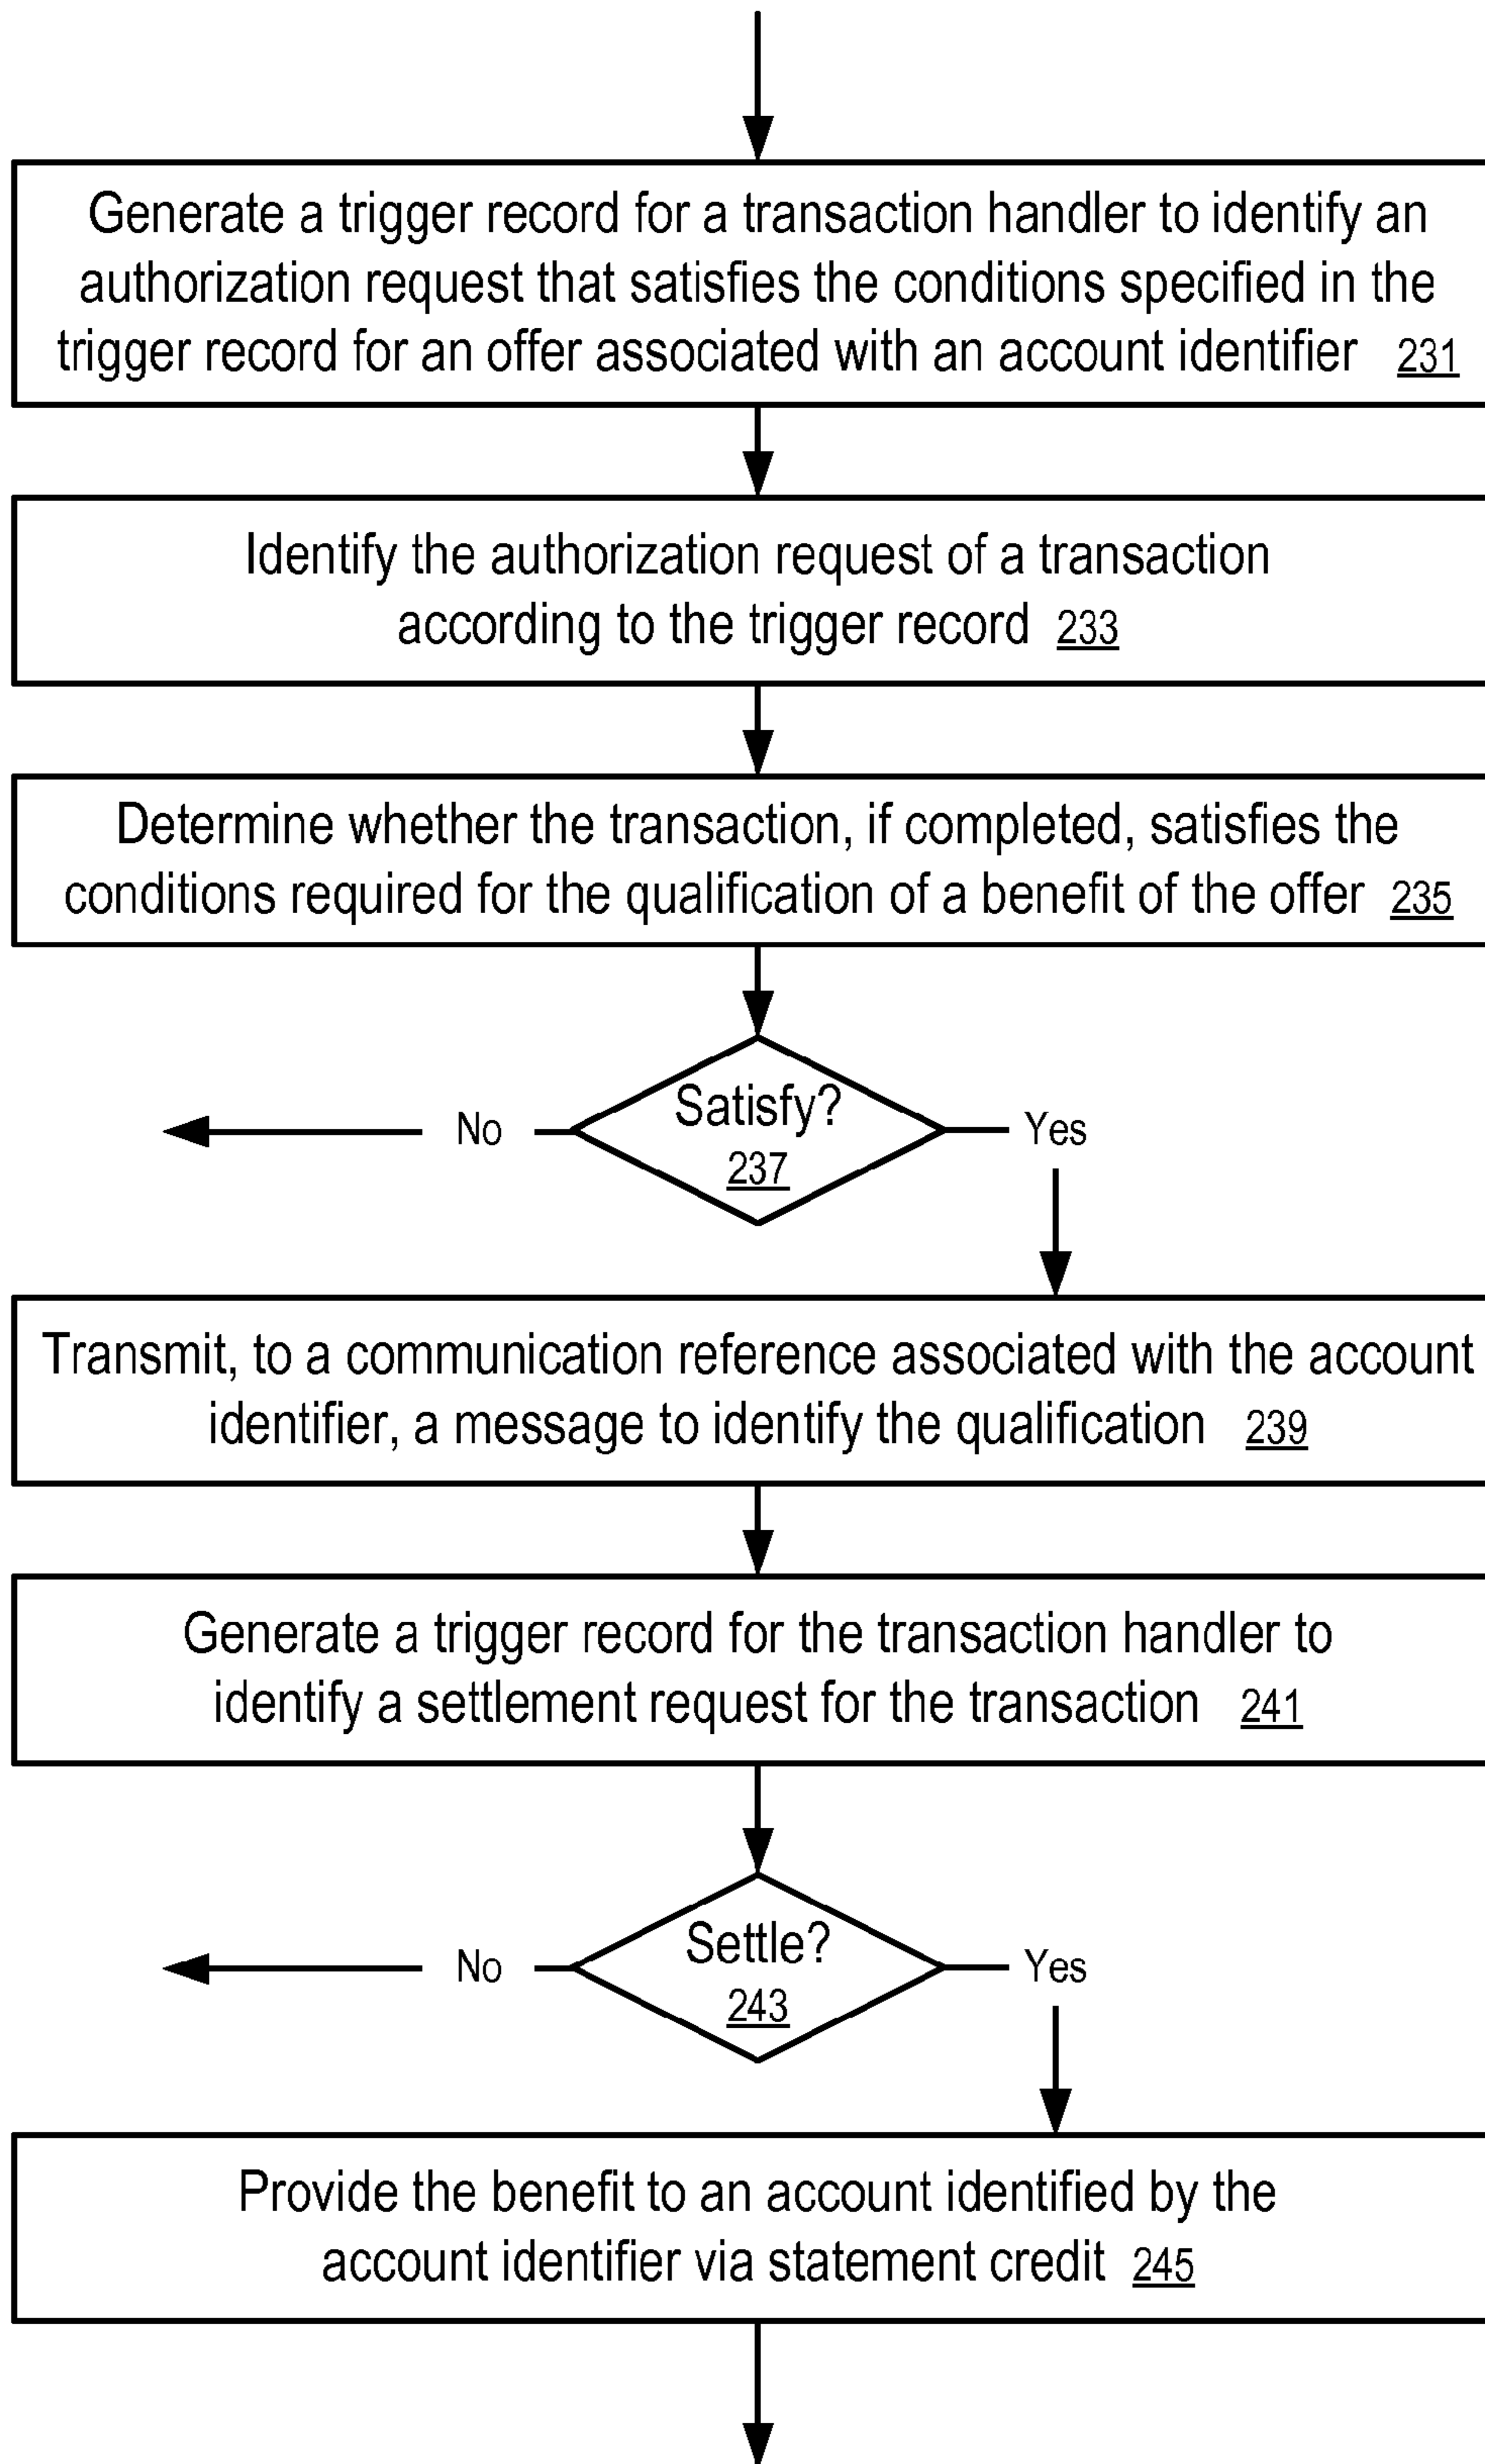 Generate a trigger record for a transaction handler to identify an
authorization request that satisfies the conditions specified in the
trigger record for an offer associated with an account identifier 231
Identify the authorization request of a transaction
according to the trigger record 233
Determine whether the transaction, if completed, satisfies the
conditions required for the qualification of a benefit of the offer 235
Satisfy?
No
Yes
237
Transmit, to a communication reference associated with the account
identifier, a message to identify the qualification 239
Generate a trigger record for the transaction handler to
identify a settlement request for the transaction 241
Settle?
No
Yes
243
Provide the benefit to an account identified by the
account identifier via statement credit 245